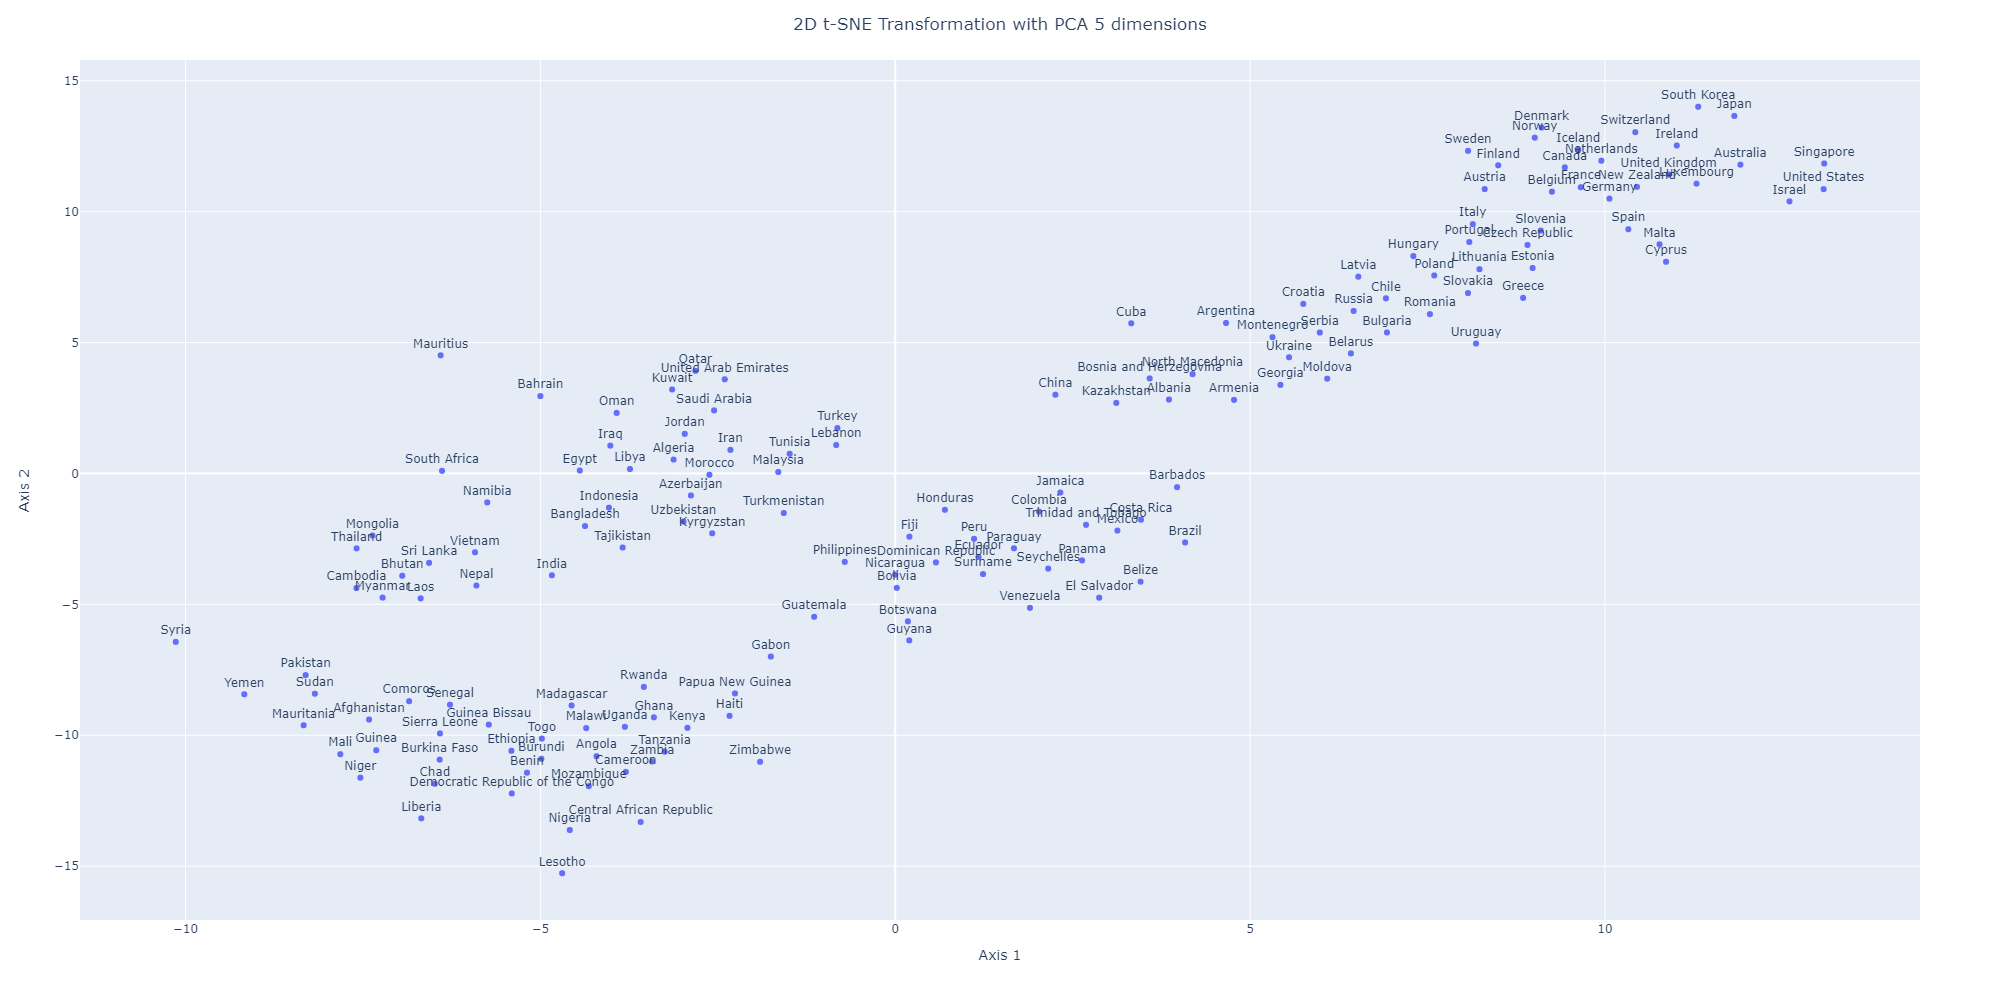 2D t-SNE Transformation with PCA 5 dimensions
15
10
5
0
−5
−10
−15
Axis 2
South Korea
Japan
Denmark
Switzerland
Norway
Ireland
Sweden
Iceland
Netherlands
Finland
Canada
Australia
Singapore
United Kingdom
Luxembourg
Austria
Belgium
France
New Zealand
United States
Germany
Israel
Italy
Slovenia
Spain
Portugal
Czech Republic
Malta
Hungary
Cyprus
Latvia
Poland
Lithuania
Estonia
Croatia
Russia
Chile
Slovakia
Greece
Romania
Cuba
Argentina
Montenegro
Serbia
Bulgaria
Uruguay
Mauritius
Ukraine
Belarus
Qatar
United Arab Emirates
North Macedonia
Bosnia and Herzegovina
Moldova
Georgia
Kuwait
Bahrain
China
Kazakhstan
Albania
Armenia
Oman
Saudi Arabia
Turkey
Jordan
Lebanon
Iraq
Iran
Tunisia
Algeria
South Africa
Egypt
Libya
Morocco
Malaysia
Azerbaijan
Jamaica
Barbados
Namibia
Indonesia
Turkmenistan
Honduras
Colombia
Costa Rica
Bangladesh
Uzbekistan
Trinidad and Tobago
Mexico
Mongolia
Kyrgyzstan
Fiji
Peru
Brazil
Thailand
Vietnam
Tajikistan
Paraguay
Ecuador
Sri Lanka
Philippines
Dominican Republic
Panama
Seychelles
Bhutan
India
Nicaragua
Suriname
Cambodia
Nepal
Bolivia
Belize
Myanmar
Laos
El Salvador
Venezuela
Guatemala
Botswana
Syria
Guyana
Gabon
Pakistan
Rwanda
Yemen
Sudan
Papua New Guinea
Comoros
Senegal
Madagascar
Afghanistan
Ghana
Haiti
Mauritania
Guinea Bissau
Malawi
Uganda
Kenya
Sierra Leone
Togo
Mali
Guinea
Ethiopia
Tanzania
Burkina Faso
Burundi
Angola
Zambia
Zimbabwe
Niger
Benin
Cameroon
Chad
Mozambique
Democratic Republic of the Congo
Liberia
Central African Republic
Nigeria
Lesotho
−10
−5
0
5
10
Axis 1